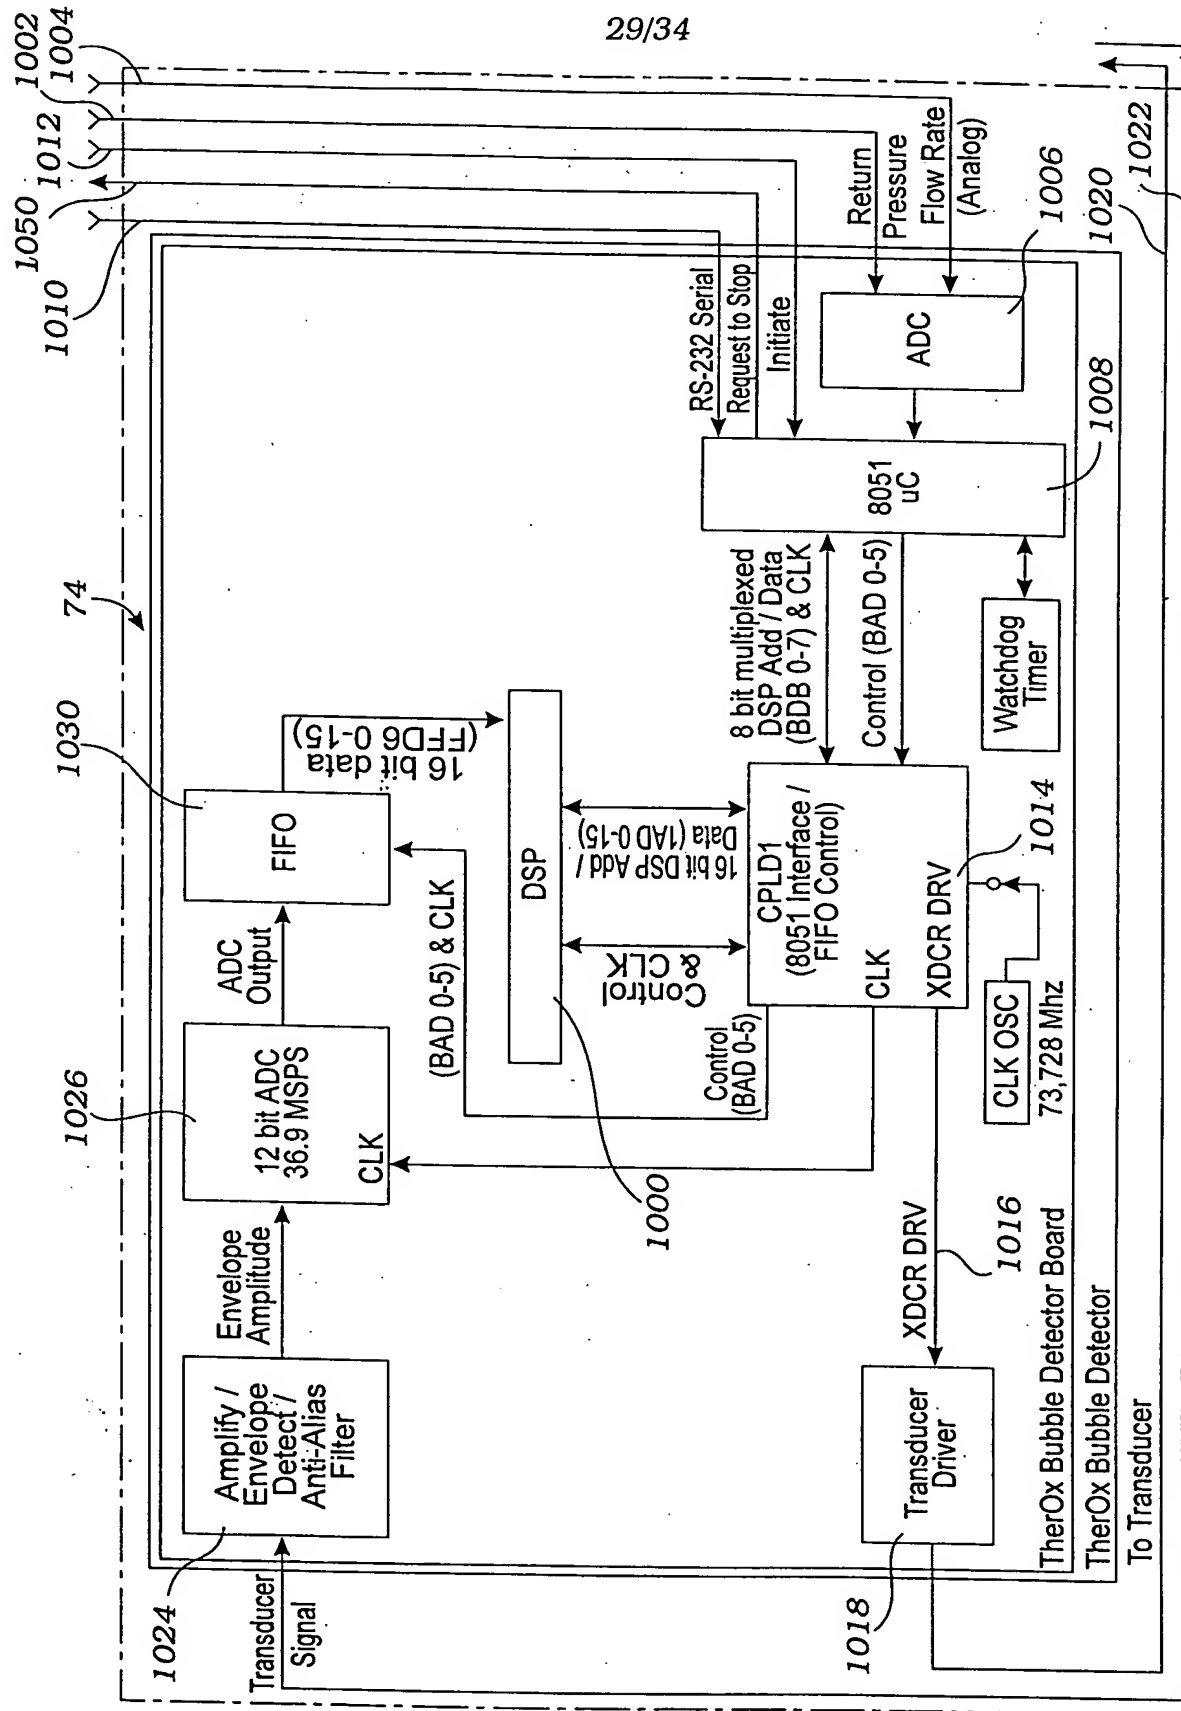 29/34
74
1002
1004
1012
1050
1010
1024
Transducer
Signal
Amplify /
Envelope
Detect /
Anti-Alias
Filter
Envelope
Amplitude
1026
12 bit ADC
36.9 MSPS
CLK
ADC
Output
1030
FIFO
16 bit data
(FFD6 0-15)
(BAD 0-5) & CLK
DSP
1000
Control
& CLK
16 bit DSP Add /
Data (1AD 0-15)
Control
(BAD 0-5)
CPLD1
(8051 Interface /
FIFO Control)
CLK
XDCR DRV
1014
CLK OSC
73,728 Mhz
8 bit multiplexed
DSP Add / Data
(BDB 0-7) & CLK
Control (BAD 0-5)
Watchdog
Timer
8051
uC
1008
RS-232 Serial
Request to Stop
Initiate
Return
Pressure
Flow Rate
(Analog)
ADC
1006
XDCR DRV
1016
Transducer
Driver
1018
TherOx Bubble Detector Board
TherOx Bubble Detector
To Transducer
1020
1022